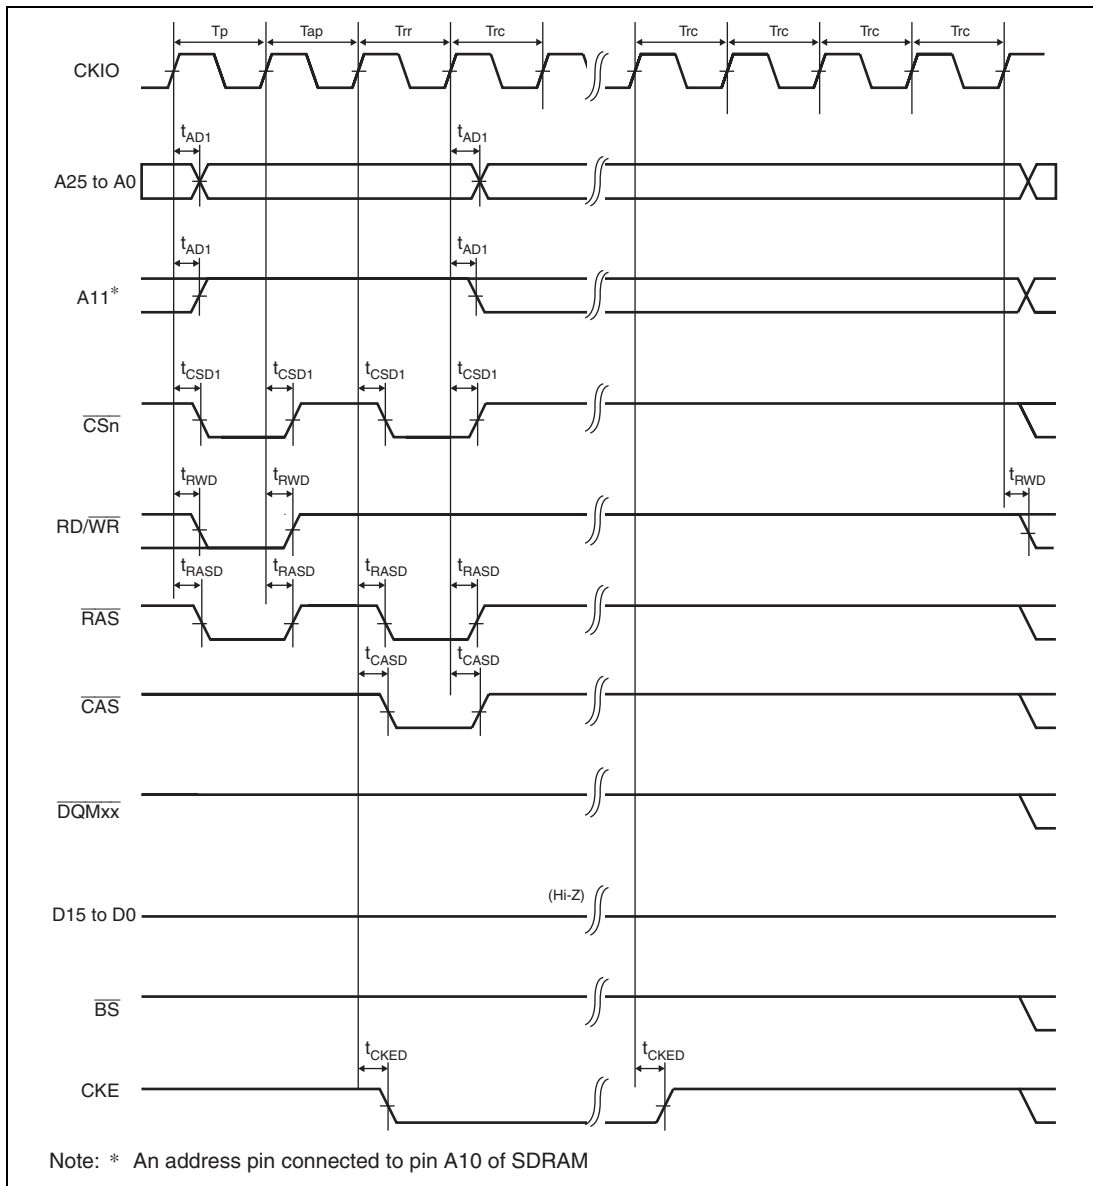 Tp Tap Trr Trc Trc Trc Trc Trc
CKIO
tAD1 tAD1
A25 to A0
tAD1 tAD1
A11*
tCSD1 tCSD1 tCSD1 tCSD1
CSn
tRWD tRWD tRWD
RD/WR
tRASD tRASD tRASD tRASD
RAS
tCASD tCASD
CAS
DQMxx
(Hi-Z)
D15 to D0
BS
tCKED tCKED
CKE
Note: * An address pin connected to pin A10 of SDRAM